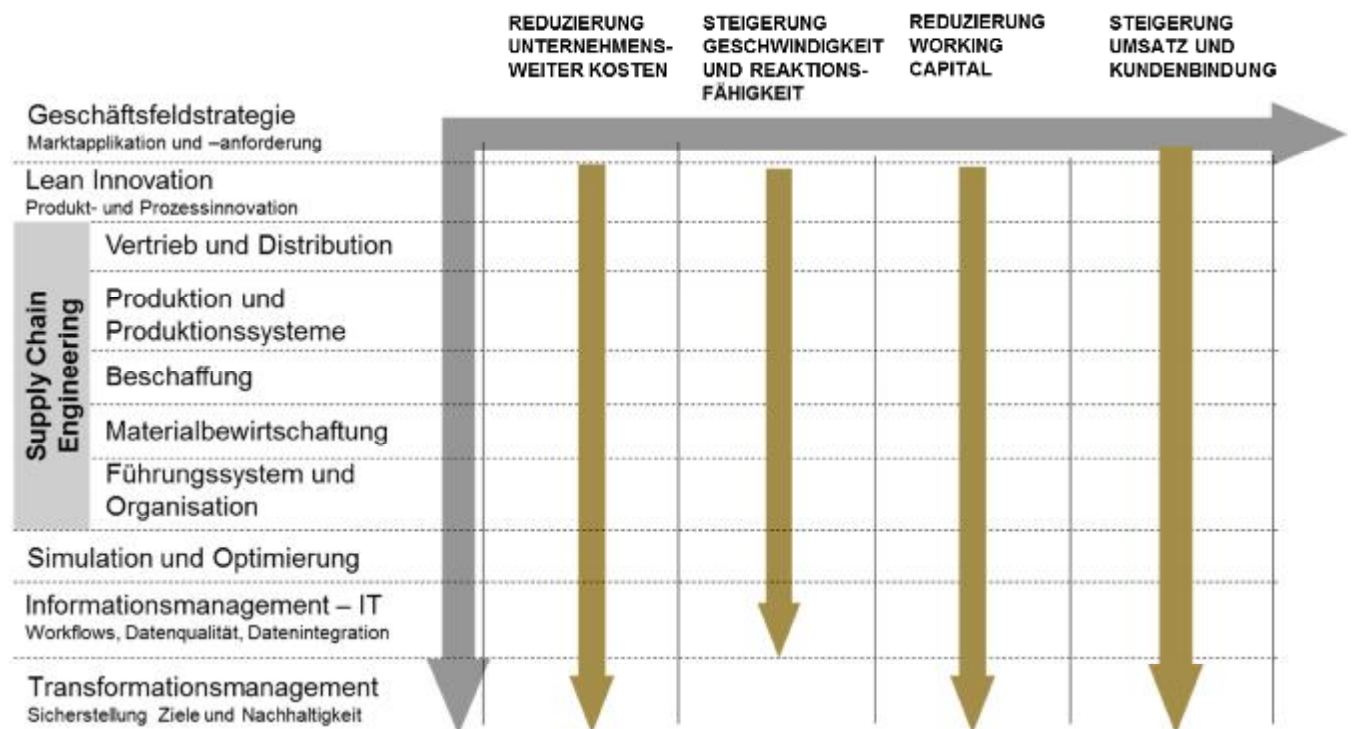 REDUZIERUNG
UNTERNEHMENS-
WEITER KOSTEN
STEIGERUNG
GESCHWINDIGKEIT
UND REAKTIONS-
FÄHIGKEIT
REDUZIERUNG
WORKING
CAPITAL
STEIGERUNG
UMSATZ UND
KUNDENBINDUNG
Geschäftsfeldstrategie
Marktapplikation und –anforderung
Lean Innovation
Produkt- und Prozessinnovation
Supply Chain
Engineering
Vertrieb und Distribution
Produktion und
Produktionssysteme
Beschaffung
Materialbewirtschaftung
Führungssystem und
Organisation
Simulation und Optimierung
Informationsmanagement – IT
Workflows, Datenqualität, Datenintegration
Transformationsmanagement
Sicherstellung Ziele und Nachhaltigkeit